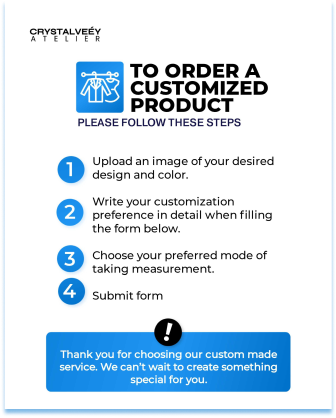 CRYSTALVEÉY
ATELIER
TO ORDER A
CUSTOMIZED
PRODUCT
PLEASE FOLLOW THESE STEPS
1 Upload an image of your desired
design and color.
2 Write your customization
preference in detail when filling
the form below.
3 Choose your preferred mode of
taking measurement.
4 Submit form
!
Thank you for choosing our custom made
service. We can't wait to create something
special for you.